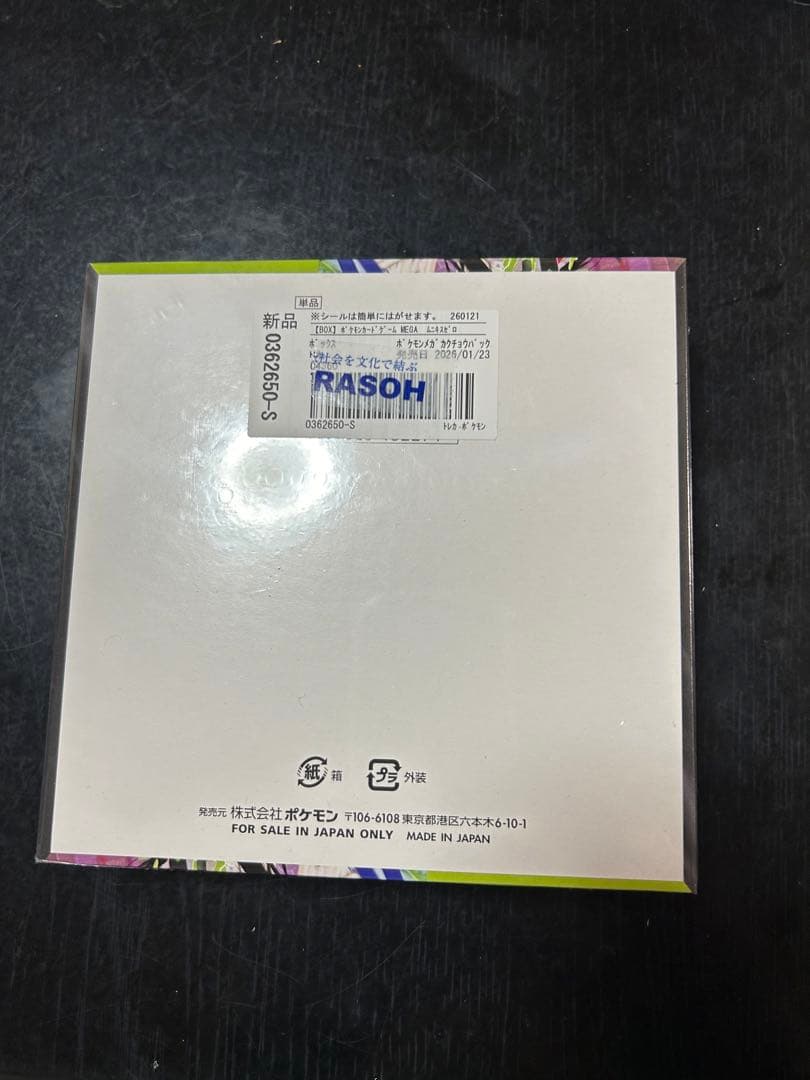 単品
新品
※シールは簡単にはがせます。 260121
【BOX】ポケモンカードゲーム MEGA ムニキスゼロ
ボックス ポケモンメガカクチョウパック
発売日 2026/01/23
社会を文化で結ぶ
RASOH
0362650-S
0362650-S トレカ-ポケモン
紙 箱 プラ 外装
発売元 株式会社ポケモン 〒106-6108 東京都港区六本木6-10-1
FOR SALE IN JAPAN ONLY MADE IN JAPAN